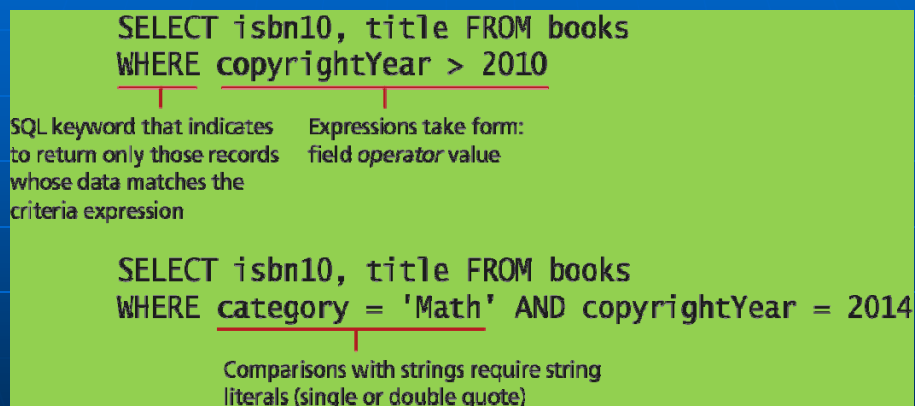 SELECT isbn10, title FROM books
WHERE copyrightYear > 2010
SQL keyword that indicates
to return only those records
whose data matches the
criteria expression
Expressions take form:
field operator value
SELECT isbn10, title FROM books
WHERE category = 'Math' AND copyrightYear = 2014
Comparisons with strings require string
literals (single or double quote)